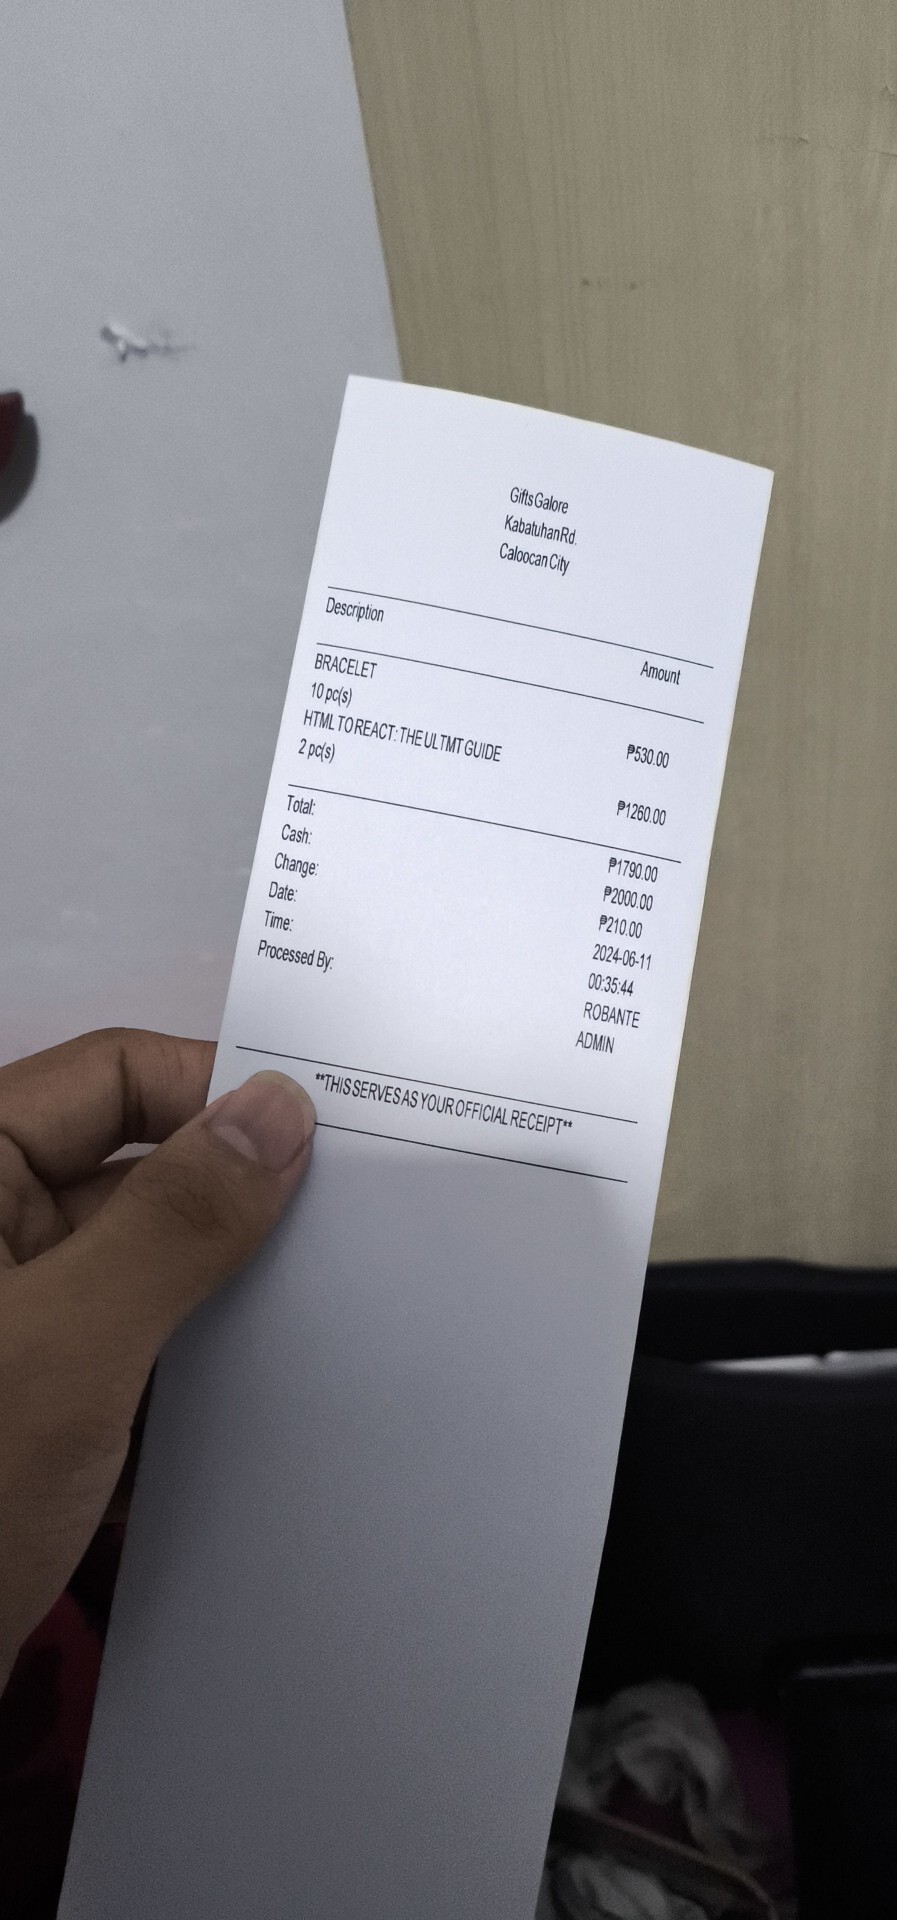 Gifts Galore
Kabatuhan Rd.
Caloocan City
Description Amount
BRACELET
10 pc(s) ₱530.00
HTML TO REACT: THE ULTMT GUIDE
2 pc(s) ₱1260.00
Total: ₱1790.00
Cash: ₱2000.00
Change: ₱210.00
Date: 2024-06-11
Time: 00:35:44
Processed By: ROBANTE
ADMIN
**THIS SERVES AS YOUR OFFICIAL RECEIPT**